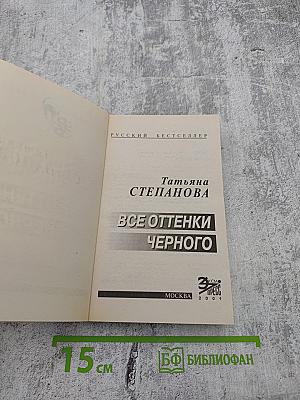 РУССКИЙ БЕСТСЕЛЛЕР
Татьяна
СТЕПАНОВА
ВСЕ ОТТЕНКИ
ЧЕРНОГО
МОСКВА
2001
15 см
БФ БИБЛИОФАН